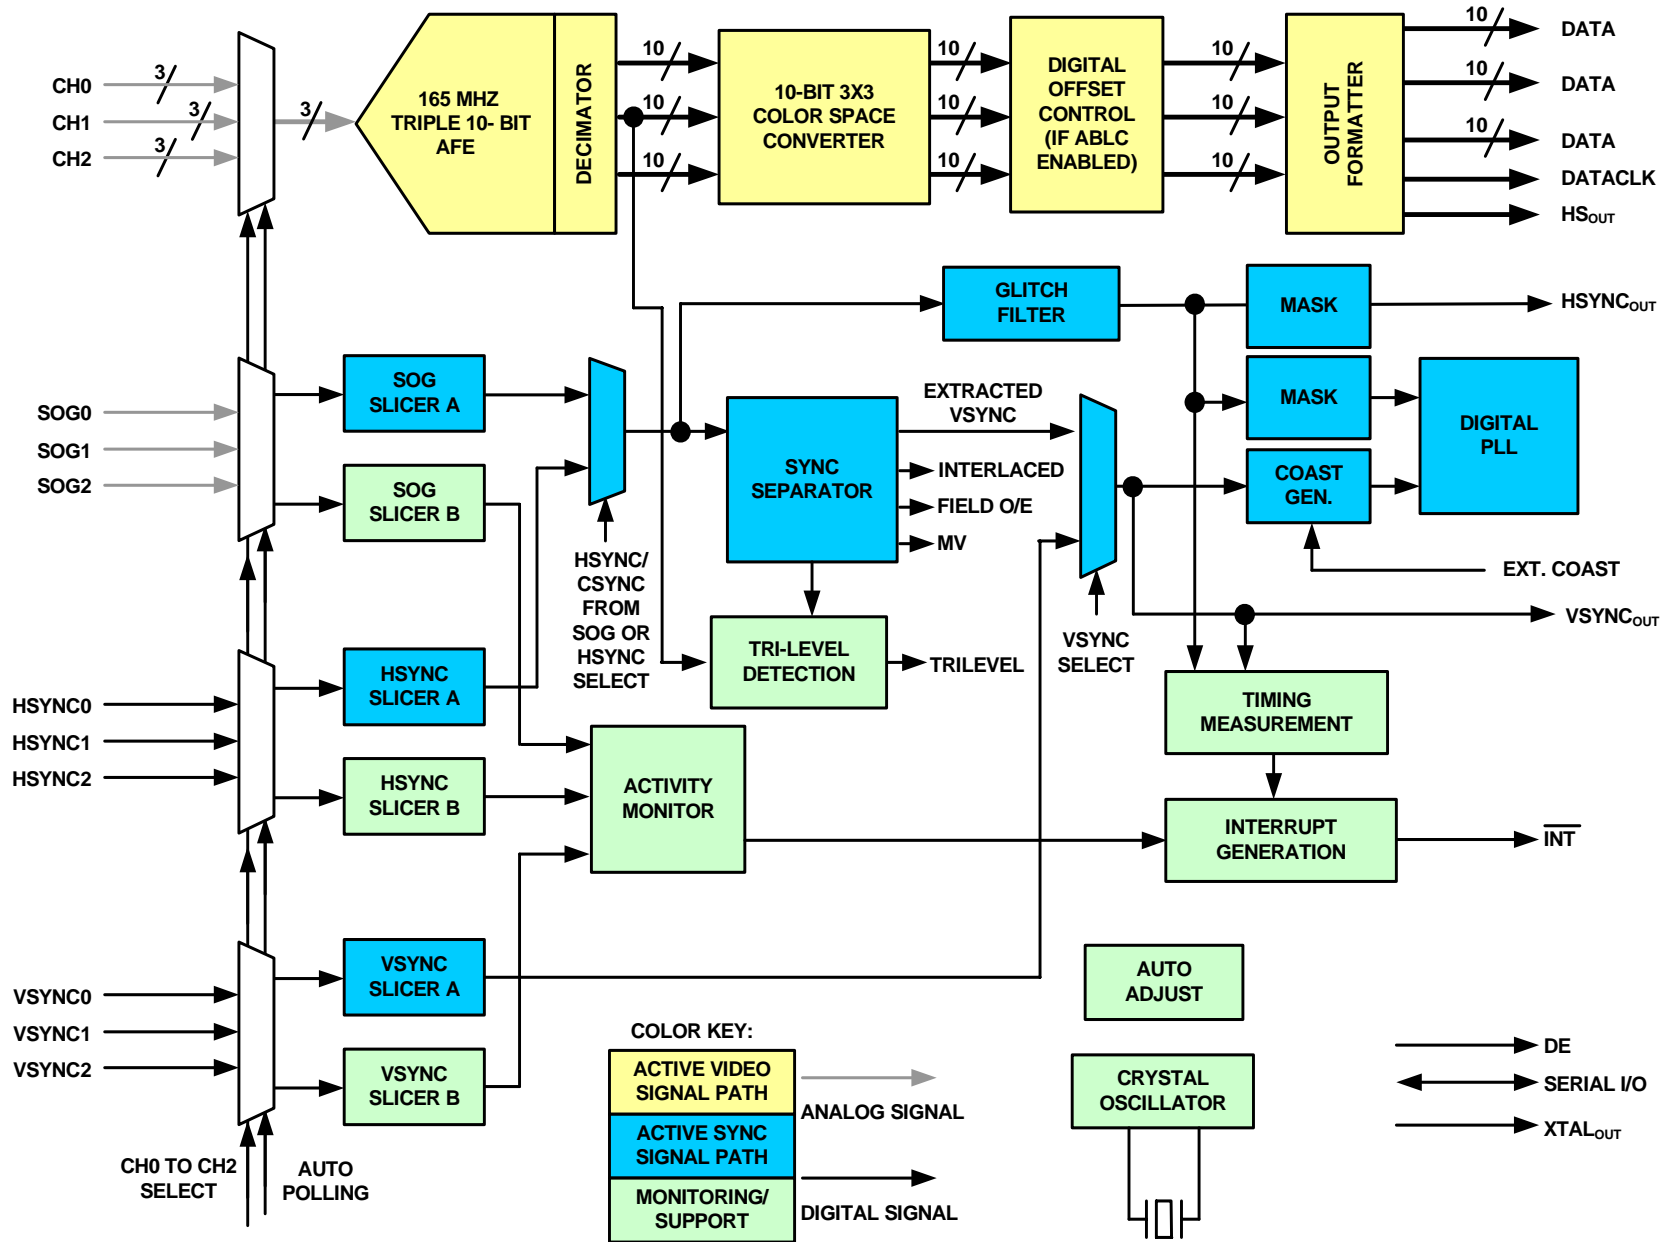 CH0
CH1
CH2
3
3
3
3
165 MHZ
TRIPLE 10- BIT
AFE
DECIMATOR
10
10
10
10-BIT 3X3
COLOR SPACE
CONVERTER
10
10
10
DIGITAL
OFFSET
CONTROL
(IF ABLC
ENABLED)
10
10
10
OUTPUT
FORMATTER
10
10
10
DATA
DATA
DATA
DATACLK
HSOUT
GLITCH
FILTER
MASK
HSYNCOUT
SOG0
SOG1
SOG2
SOG
SLICER A
SOG
SLICER B
HSYNC/
CSYNC
FROM
SOG OR
HSYNC
SELECT
SYNC
SEPARATOR
EXTRACTED
VSYNC
INTERLACED
FIELD O/E
MV
MASK
COAST
GEN.
DIGITAL
PLL
EXT. COAST
VSYNC
SELECT
VSYNCOUT
TRI-LEVEL
DETECTION
TRILEVEL
HSYNC0
HSYNC1
HSYNC2
HSYNC
SLICER A
HSYNC
SLICER B
ACTIVITY
MONITOR
TIMING
MEASUREMENT
INTERRUPT
GENERATION
INT
VSYNC0
VSYNC1
VSYNC2
VSYNC
SLICER A
VSYNC
SLICER B
CH0 TO CH2
SELECT
AUTO
POLLING
COLOR KEY:
ACTIVE VIDEO
SIGNAL PATH
ACTIVE SYNC
SIGNAL PATH
MONITORING/
SUPPORT
ANALOG SIGNAL
DIGITAL SIGNAL
AUTO
ADJUST
CRYSTAL
OSCILLATOR
DE
SERIAL I/O
XTALOUT